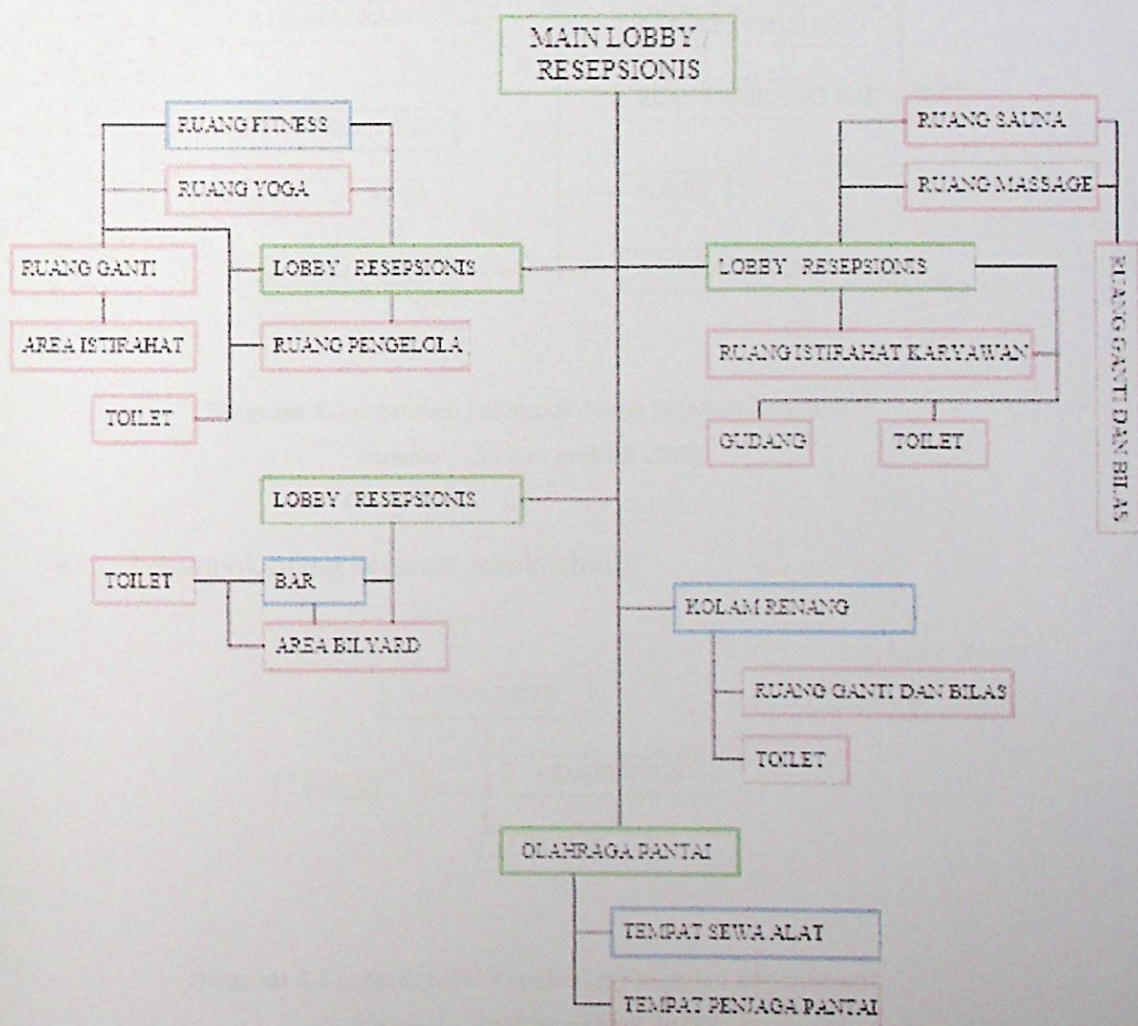 MAIN LOBBY /
RESEPSIONIS
RUANG FITNESS
RUANG YOGA
RUANG SAUNA
RUANG MASSAGE
RUANG GANTI
LOBBY RESEPSIONIS
LOBBY RESEPSIONIS
RUANG GANTI DAN BILAS
AREA ISTIRAHAT
RUANG PENGELOLA
RUANG ISTIRAHAT KARYAWAN
TOILET
GUDANG
TOILET
LOBBY RESEPSIONIS
TOILET
BAR
AREA BILYARD
KOLAM RENANG
RUANG GANTI DAN BILAS
TOILET
OLAHRAGA PANTAI
TEMPAT SEWA ALAT
TEMPAT PENJAGA PANTAI